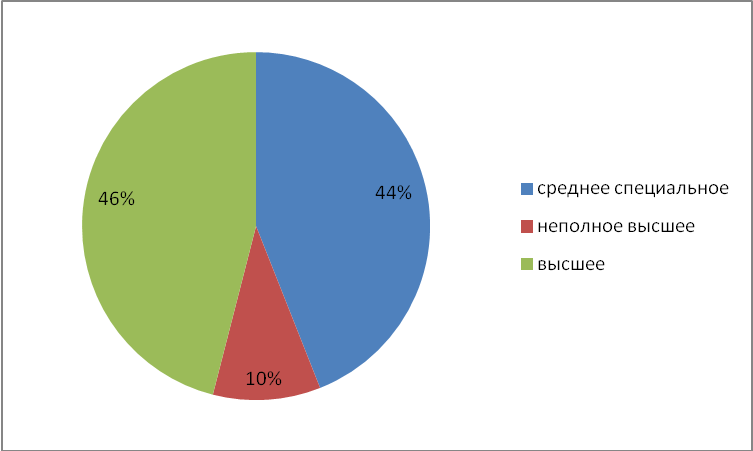 46%
44%
10%
среднее специальное
неполное высшее
высшее